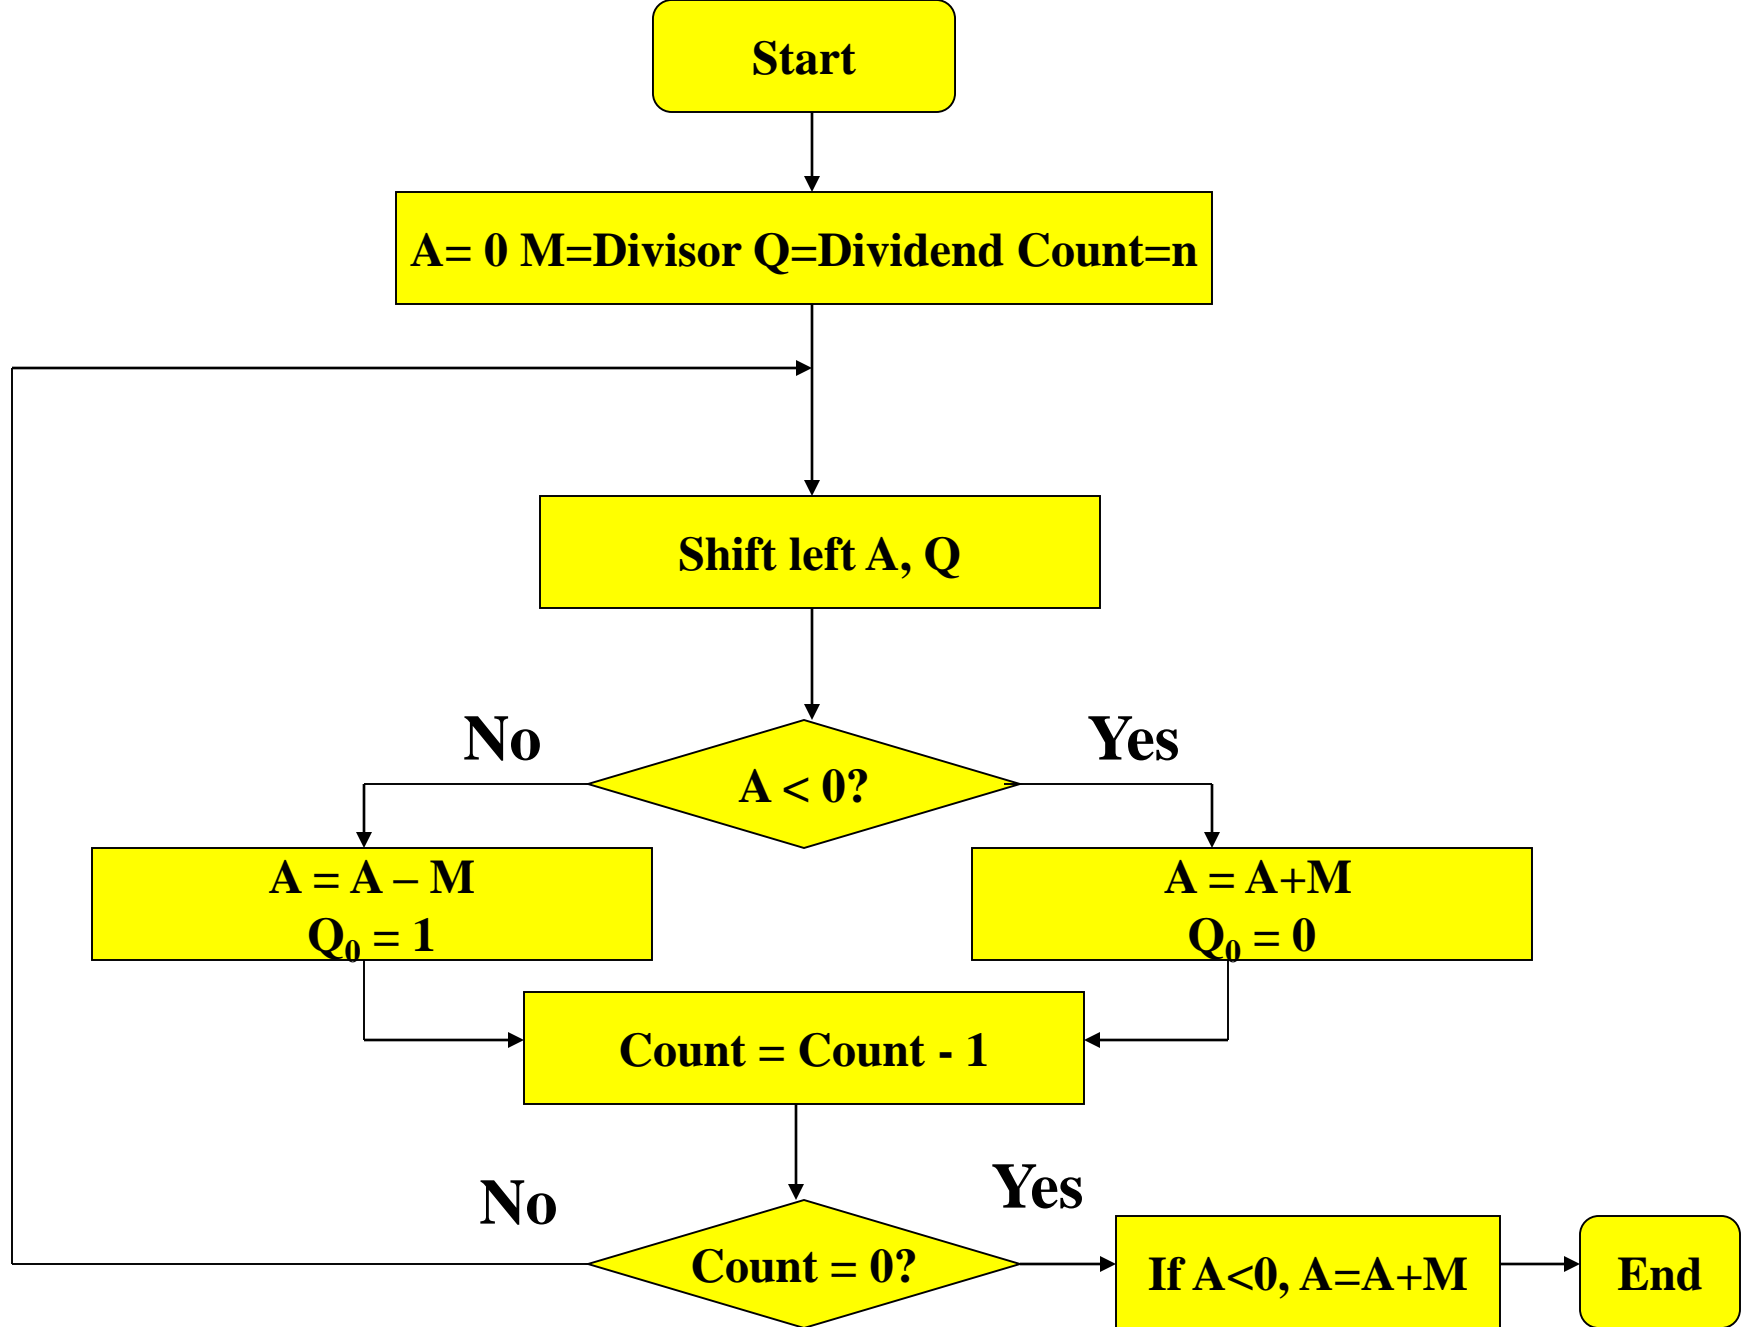 Start
A= 0 M=Divisor Q=Dividend Count=n
Shift left A, Q
No
Yes
A < 0?
A = A – M
Q₀ = 1
A = A+M
Q₀ = 0
Count = Count - 1
No
Yes
Count = 0?
If A<0, A=A+M
End